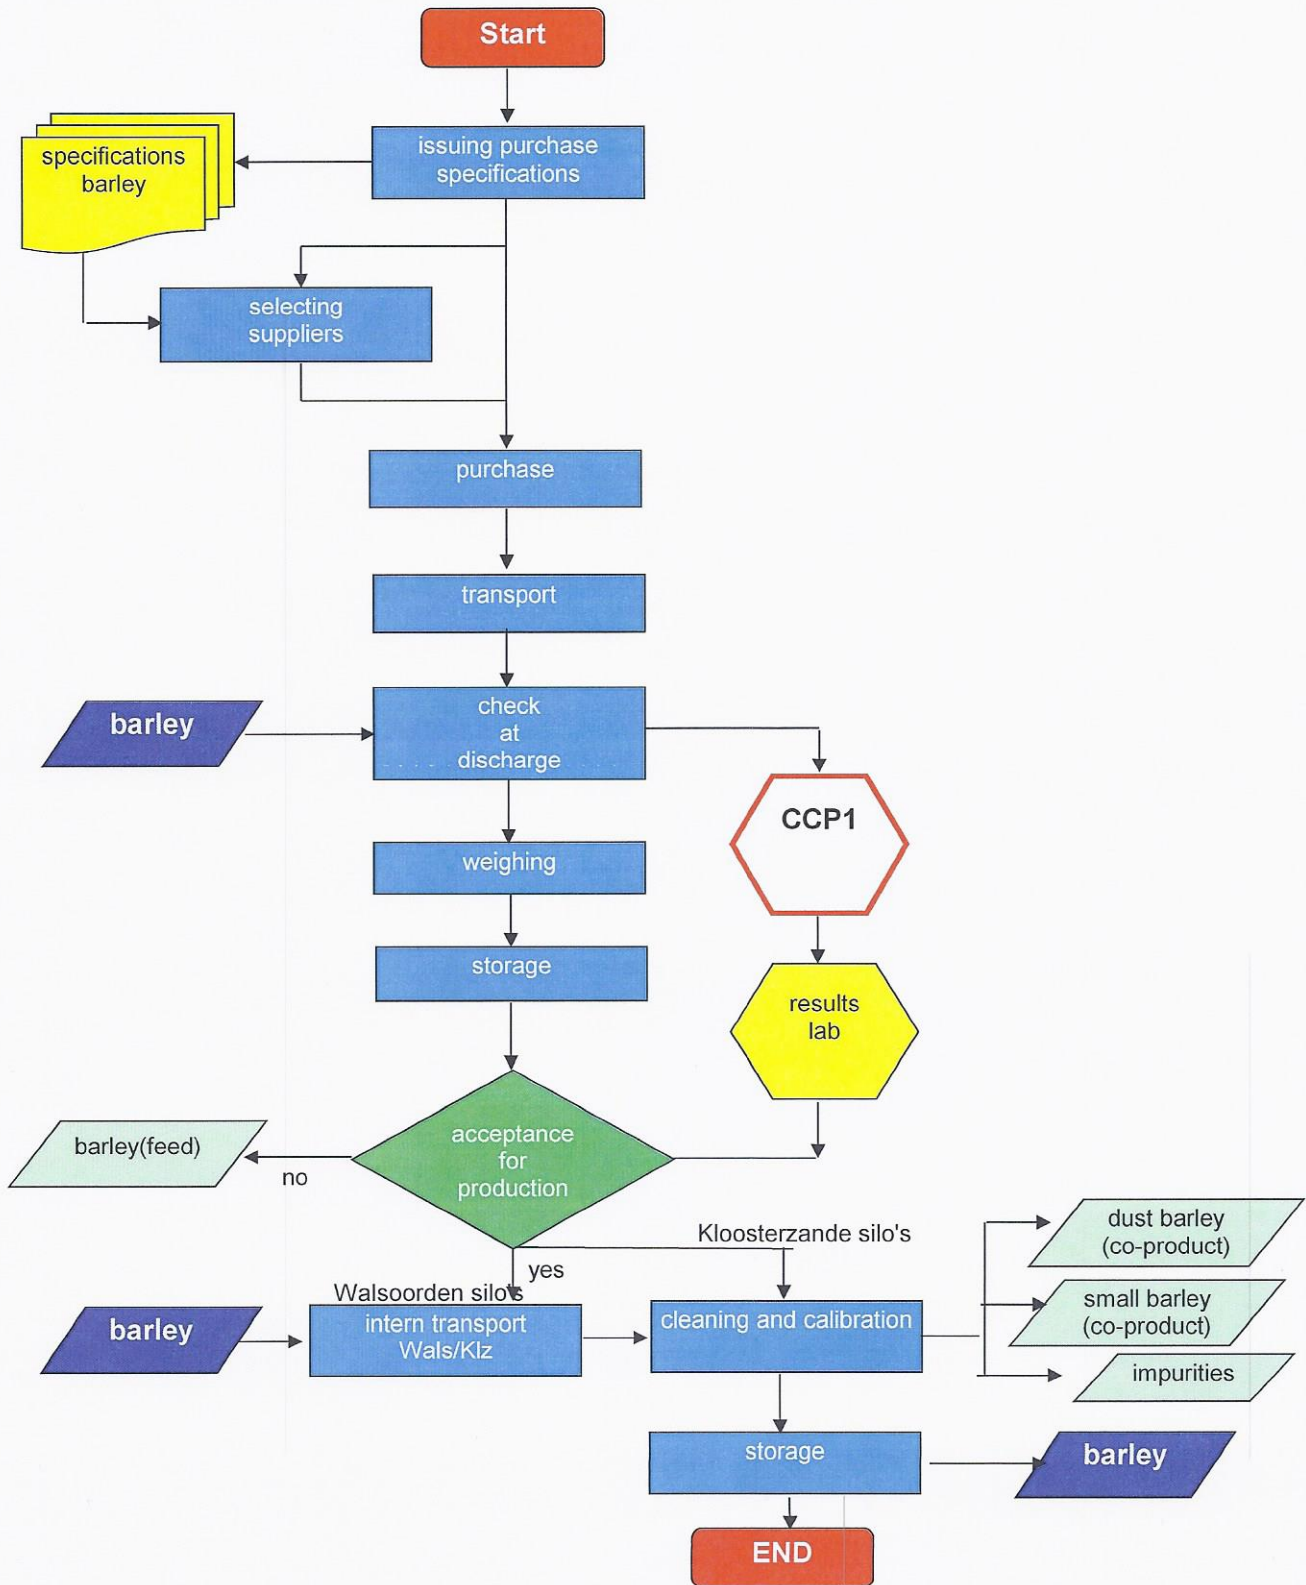 Start
issuing purchase
specifications
specifications
barley
selecting
suppliers
purchase
transport
barley
check
at
discharge
CCP1
weighing
storage
results
lab
acceptance
for
production
barley(feed)
no
yes
Kloosterzande silo's
Walsoorden silo's
barley
intern transport
Wals/Klz
cleaning and calibration
dust barley
(co-product)
small barley
(co-product)
impurities
storage
barley
END